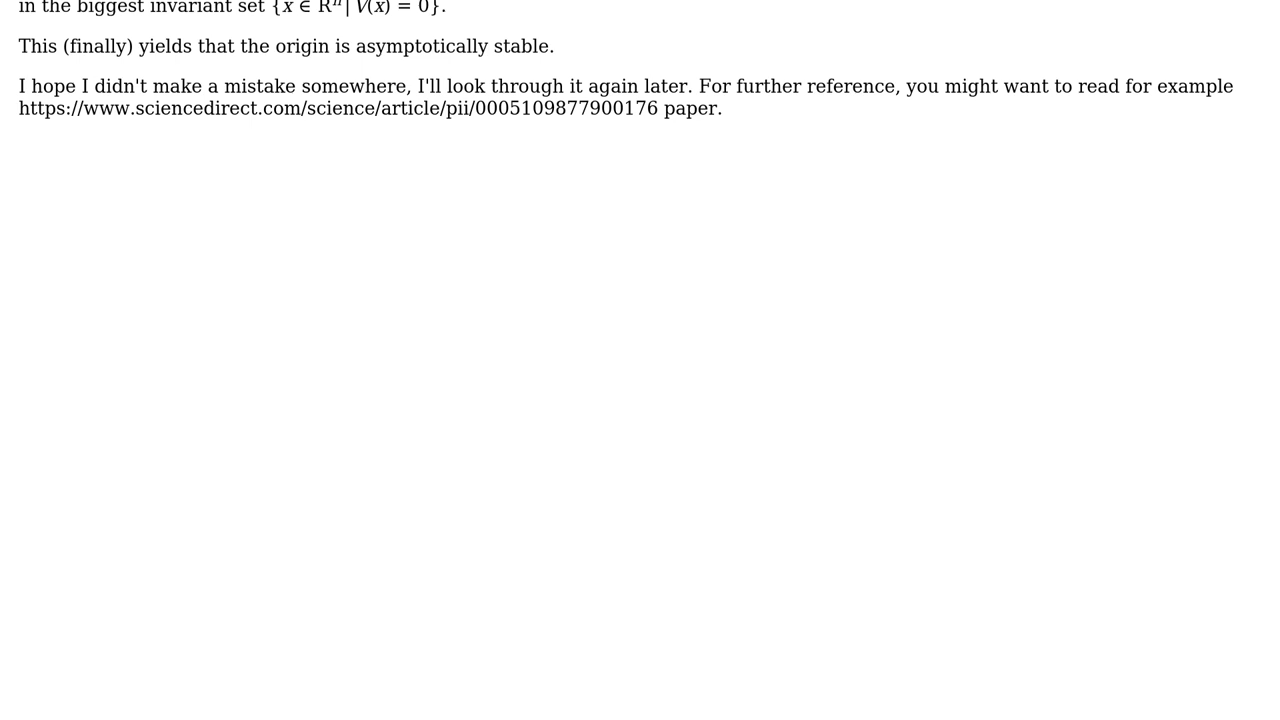 in the biggest invariant set {x ∈ Rⁿ| V(x) = 0}.
This (finally) yields that the origin is asymptotically stable.
I hope I didn't make a mistake somewhere, I'll look through it again later. For further reference, you might want to read for example
https://www.sciencedirect.com/science/article/pii/0005109877900176 paper.